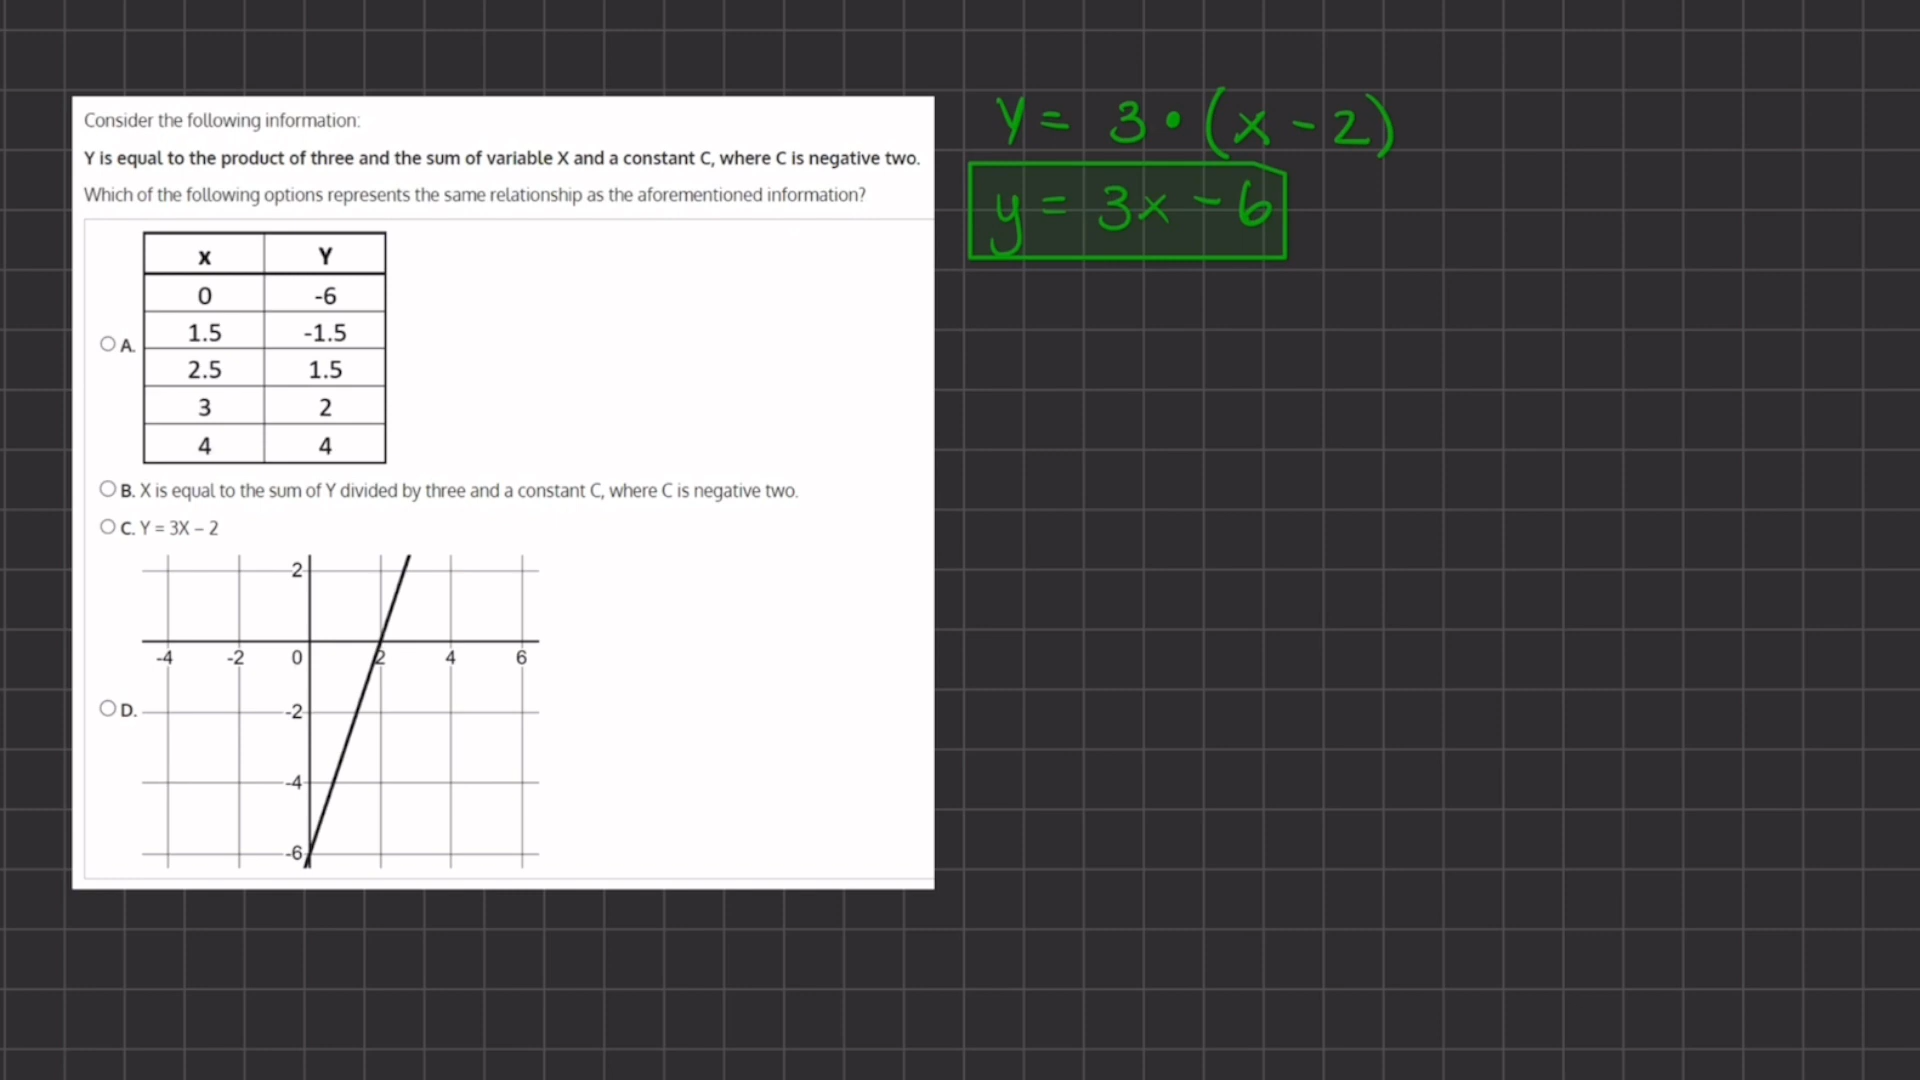 Consider the following information:
Y is equal to the product of three and the sum of variable X and a constant C, where C is negative two.
Which of the following options represents the same relationship as the aforementioned information?
A.
X Y
0 -6
1.5 -1.5
2.5 1.5
3 2
4 4
B. X is equal to the sum of Y divided by three and a constant C, where C is negative two.
C. Y = 3X – 2
D.
2
-4 -2 0 2 4 6
-2
-4
-6
y = 3 • (x - 2)
y = 3x - 6